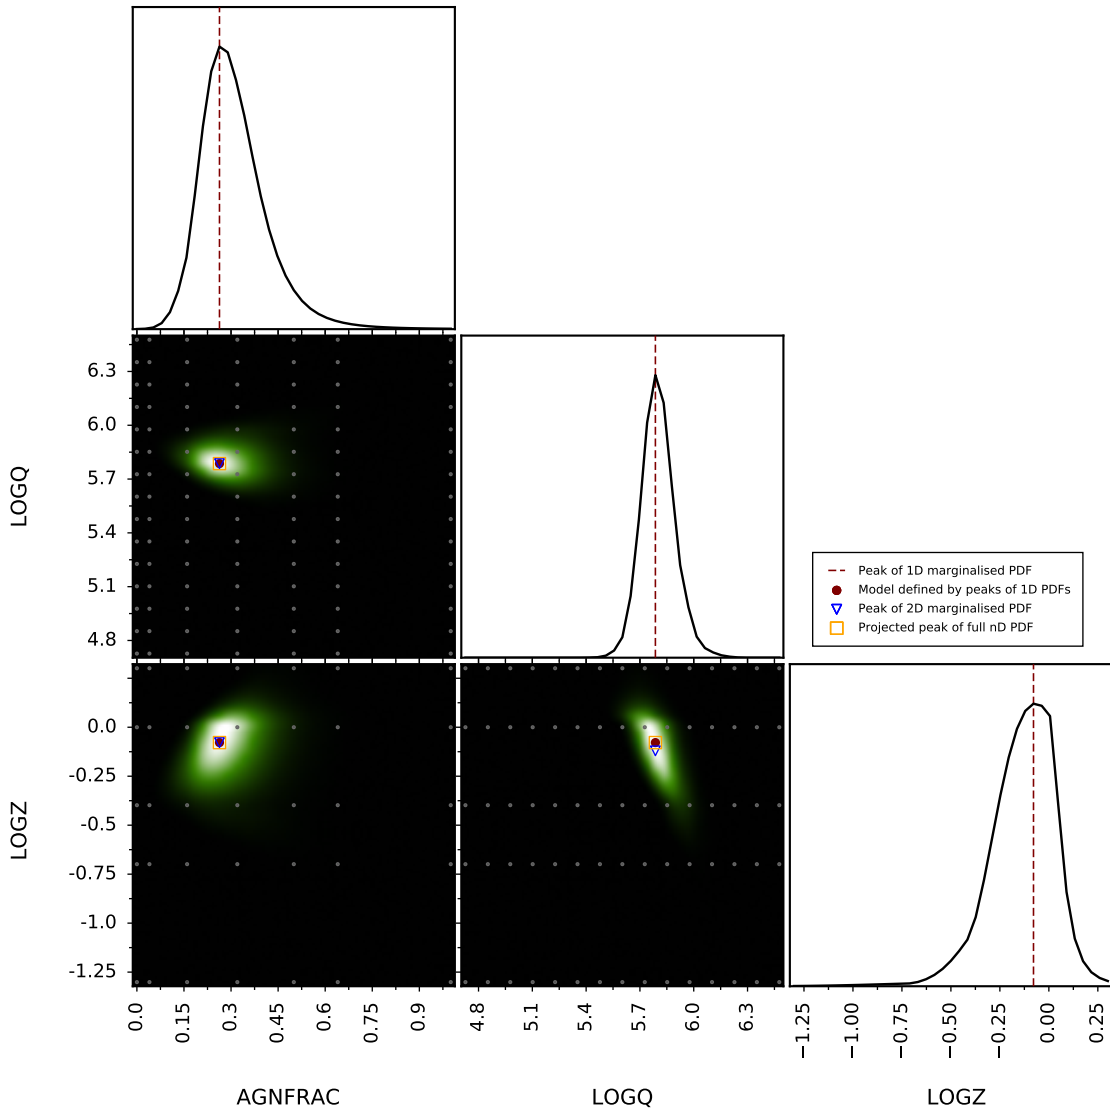 LOGQ
6.3
6.0
5.7
5.4
5.1
4.8
Peak of 1D marginalised PDF
Model defined by peaks of 1D PDFs
Peak of 2D marginalised PDF
Projected peak of full nD PDF
LOGZ
0.0
-0.25
-0.5
-0.75
-1.0
-1.25
0.0 0.15 0.3 0.45 0.6 0.75 0.9
4.8 5.1 5.4 5.7 6.0 6.3
−1.25 −1.00 −0.75 −0.50 −0.25 0.00 0.25
AGNFRAC LOGQ LOGZ